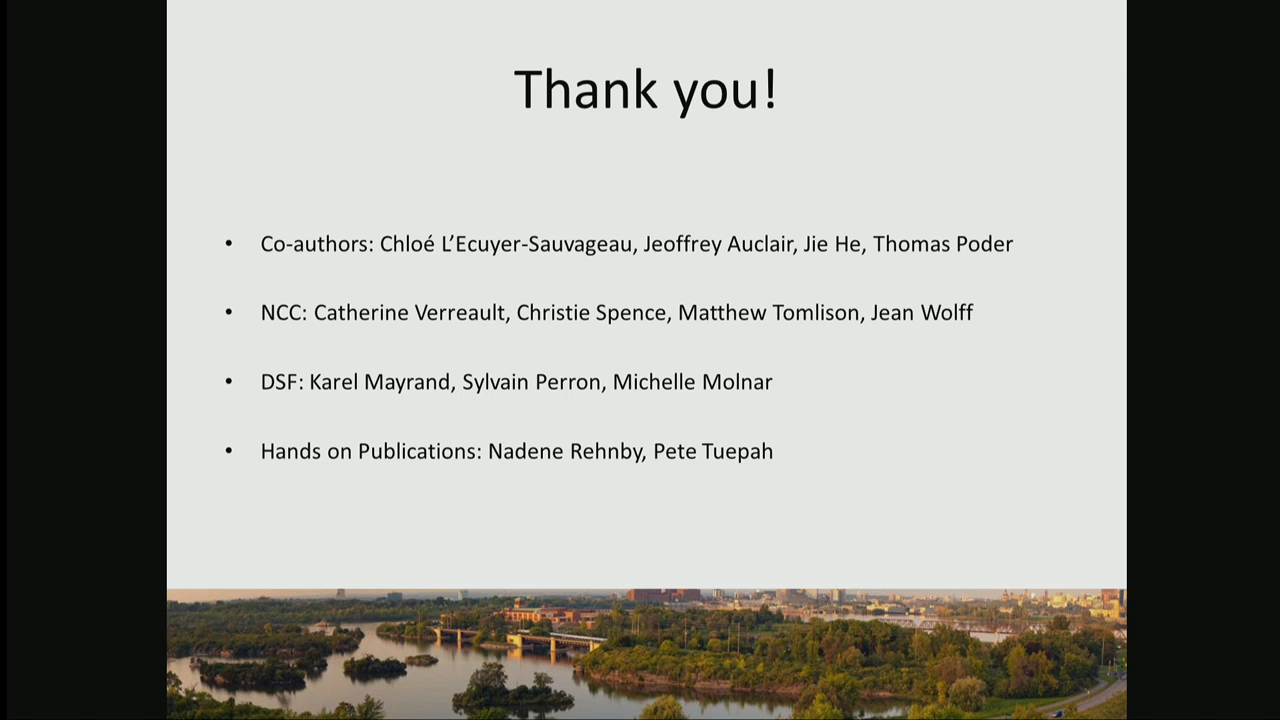 Thank you!
• Co-authors: Chloé L’Ecuyer-Sauvageau, Jeoffrey Auclair, Jie He, Thomas Poder
• NCC: Catherine Verreault, Christie Spence, Matthew Tomlison, Jean Wolff
• DSF: Karel Mayrand, Sylvain Perron, Michelle Molnar
• Hands on Publications: Nadene Rehnby, Pete Tuepah